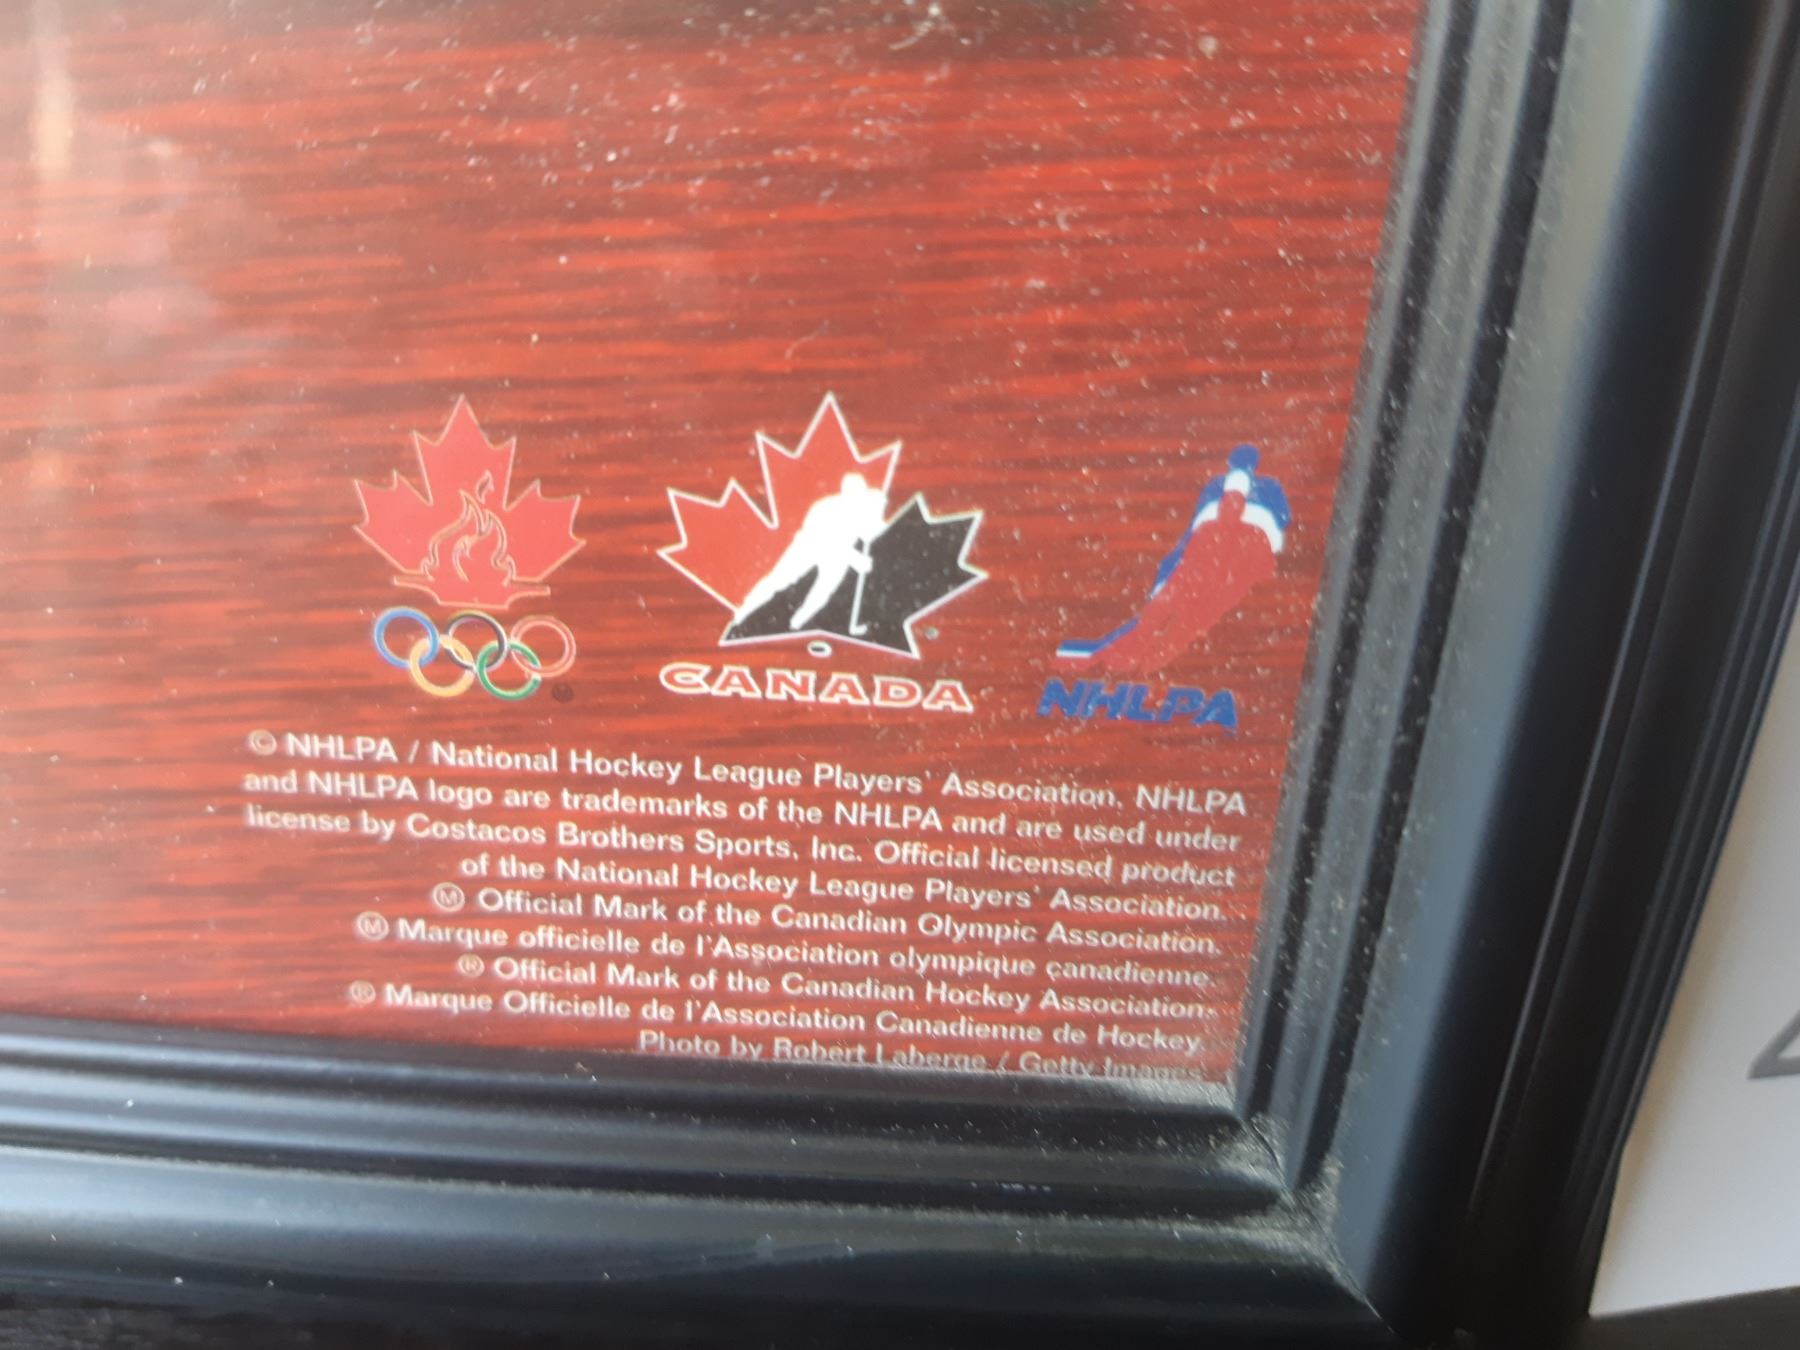 CANADA
NHLPA
© NHLPA / National Hockey League Players' Association. NHLPA
and NHLPA logo are trademarks of the NHLPA and are used under
license by Costacos Brothers Sports, Inc. Official licensed product
of the National Hockey League Players' Association.
Ⓜ Official Mark of the Canadian Olympic Association.
Ⓜ Marque officielle de l'Association olympique canadienne.
® Official Mark of the Canadian Hockey Association.
® Marque Officielle de l'Association Canadienne de Hockey.
Photo by Robert Laberge / Getty Images